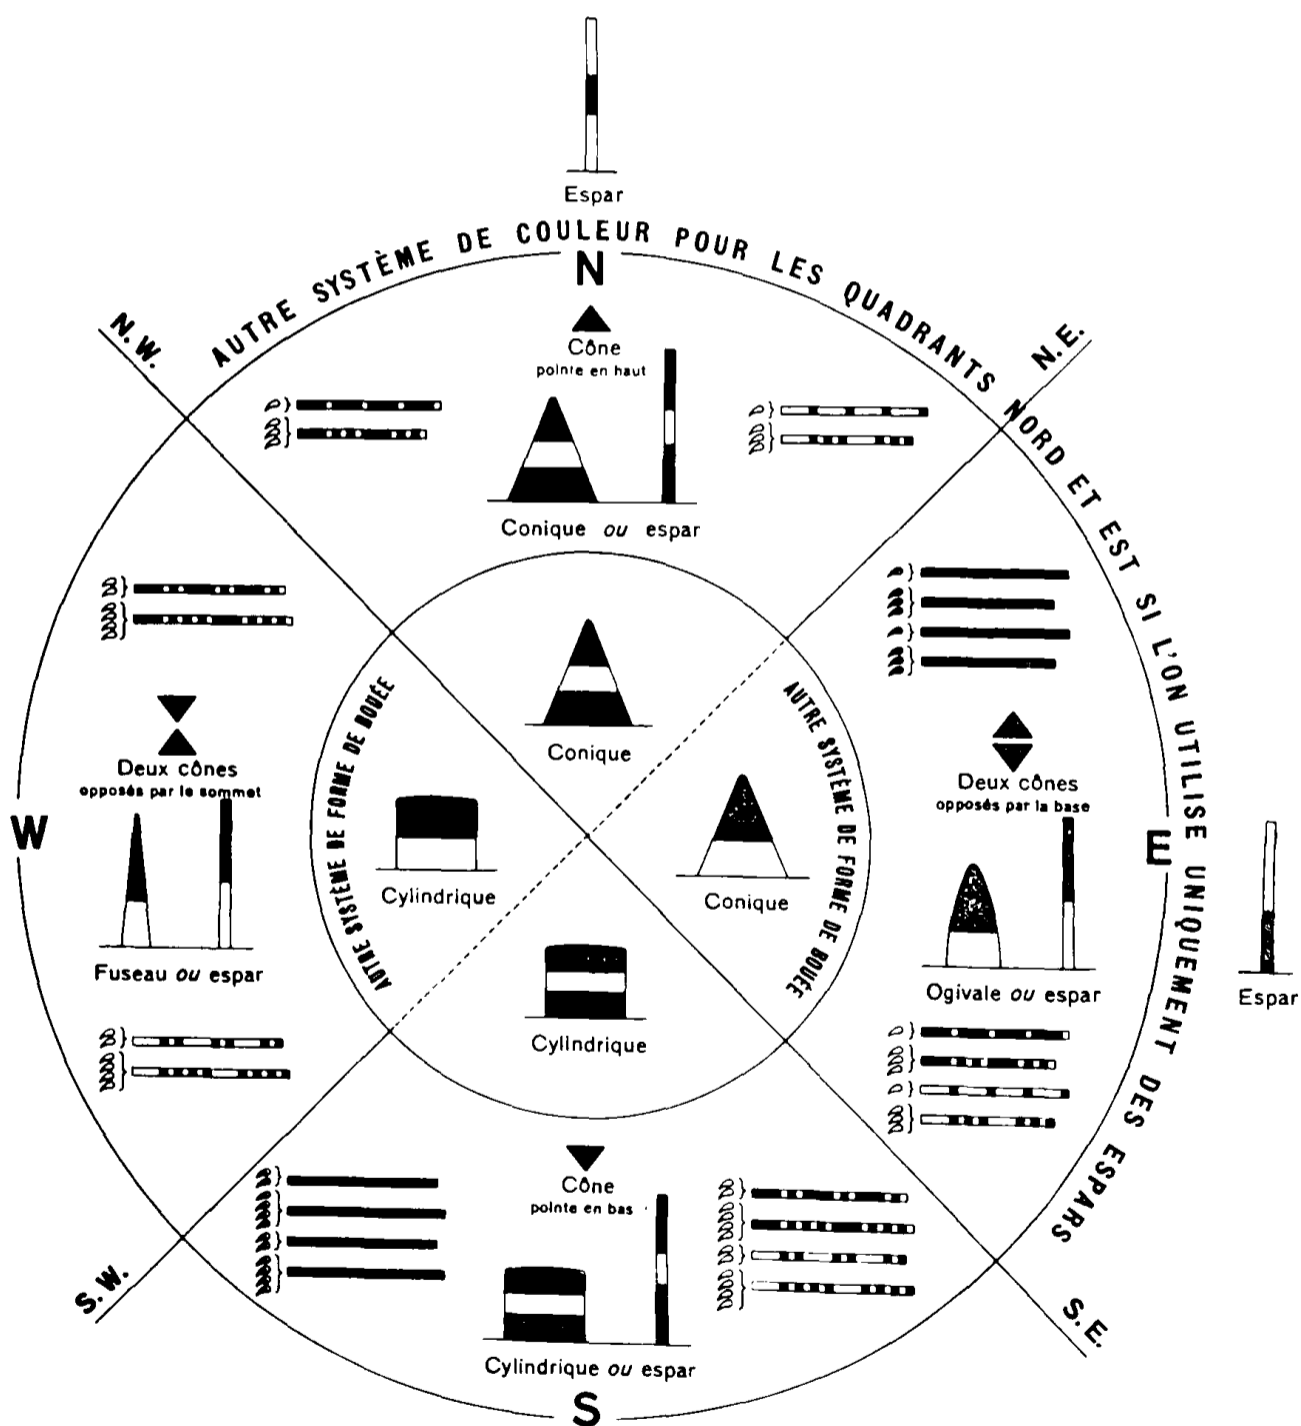 Espar
AUTRE SYSTÈME DE COULEUR POUR LES QUADRANTS NORD ET EST SI L'ON UTILISE UNIQUEMENT DES ESPARS
N
N.W.
N.E.
Cône
pointe en haut
Conique ou espar
Conique
AUTRE SYSTÈME DE FORME DE BOUÉE
AUTRE SYSTÈME DE FORME DE BOUÉE
Deux cônes
opposés par le sommet
Deux cônes
opposés par la base
W
E
Cylindrique
Conique
Fuseau ou espar
Ogivale ou espar
Espar
Cylindrique
Cône
pointe en bas
S.W.
S.E.
Cylindrique ou espar
S